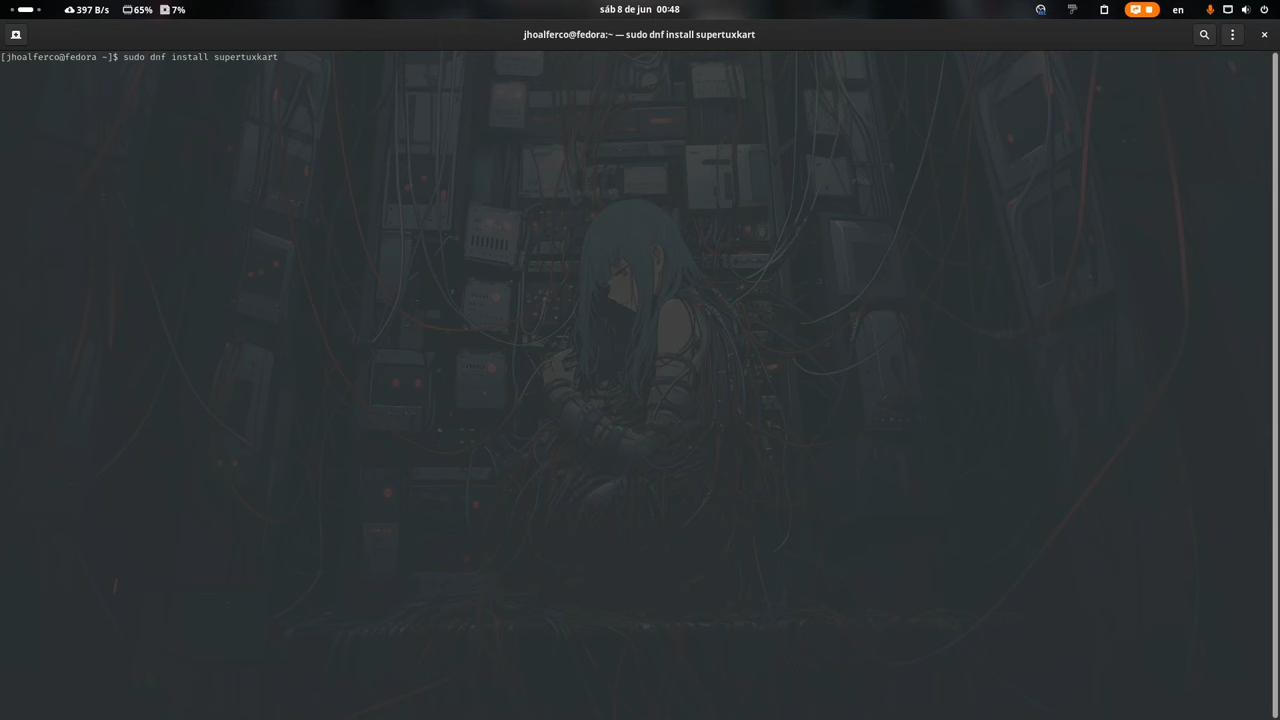 397 B/s 65% 7% sáb 8 de jun 00:48 en
jhoalferco@fedora:~ — sudo dnf install supertuxkart
[jhoalferco@fedora ~]$ sudo dnf install supertuxkart